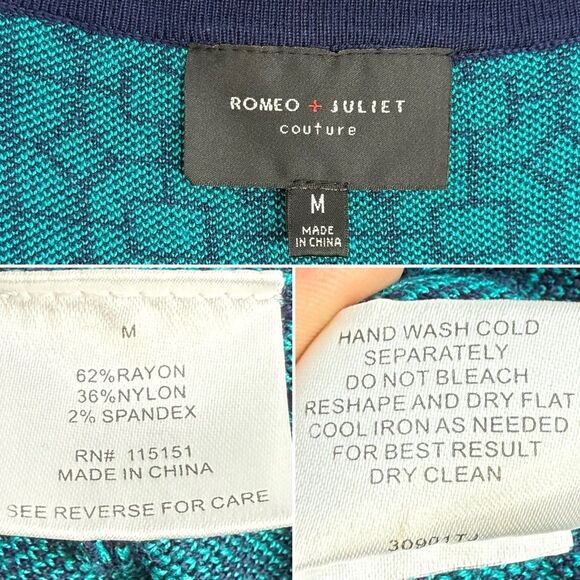 ROMEO + JULIET
couture
M
MADE
IN CHINA
M
62%RAYON
36%NYLON
2% SPANDEX
RN# 115151
MADE IN CHINA
SEE REVERSE FOR CARE
HAND WASH COLD
SEPARATELY
DO NOT BLEACH
RESHAPE AND DRY FLAT
COOL IRON AS NEEDED
FOR BEST RESULT
DRY CLEAN